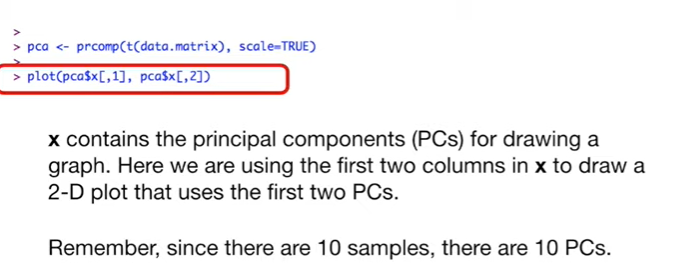 >
> pca <- prcomp(t(data.matrix), scale=TRUE)
>
> plot(pca$x[,1], pca$x[,2])
x contains the principal components (PCs) for drawing a
graph. Here we are using the first two columns in x to draw a
2-D plot that uses the first two PCs.
Remember, since there are 10 samples, there are 10 PCs.